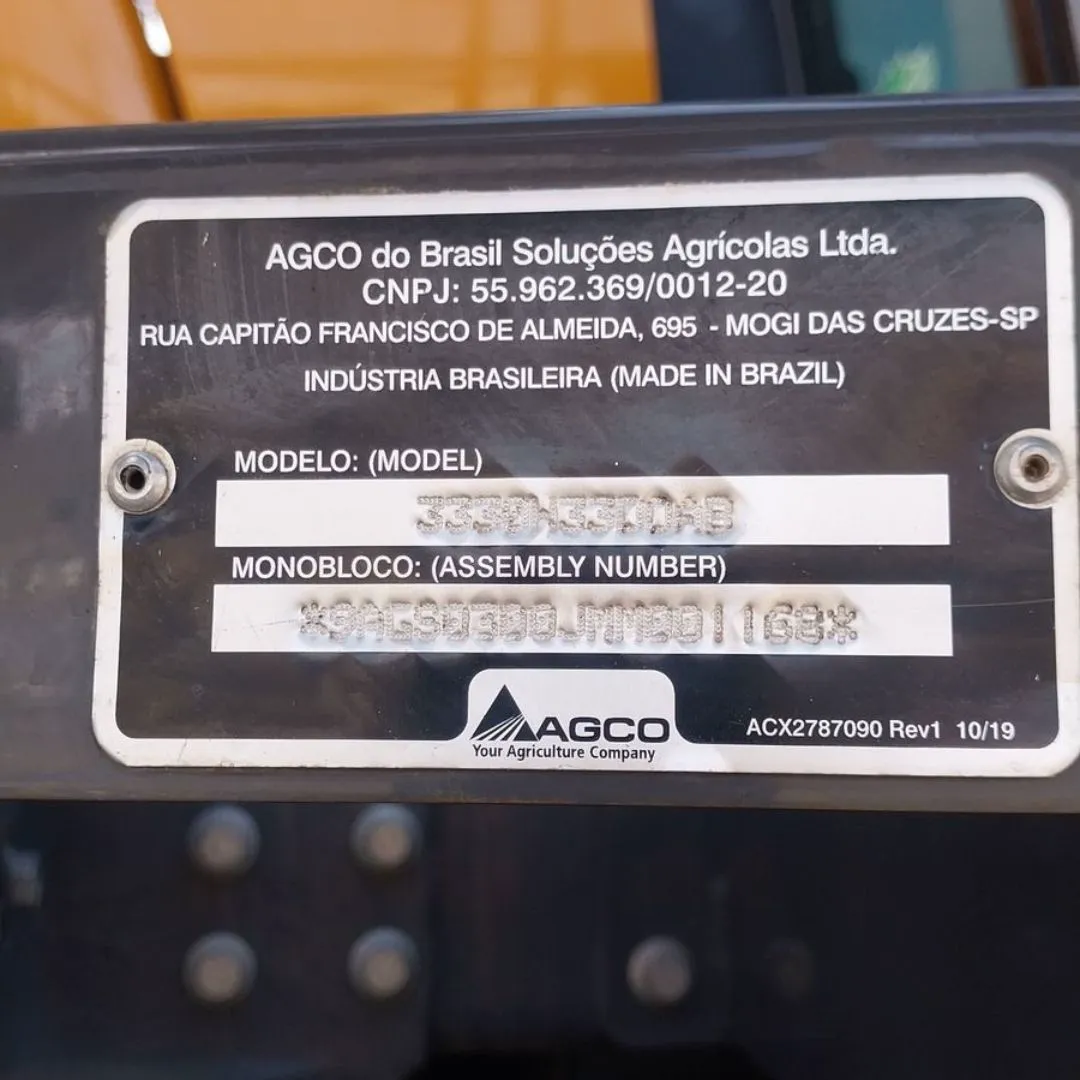 AGCO do Brasil Soluções Agrícolas Ltda.
CNPJ: 55.962.369/0012-20
RUA CAPITÃO FRANCISCO DE ALMEIDA, 695 - MOGI DAS CRUZES-SP
INDÚSTRIA BRASILEIRA (MADE IN BRAZIL)
MODELO: (MODEL)
MONOBLOCO: (ASSEMBLY NUMBER)
AGCO
Your Agriculture Company
ACX2787090 Rev1 10/19